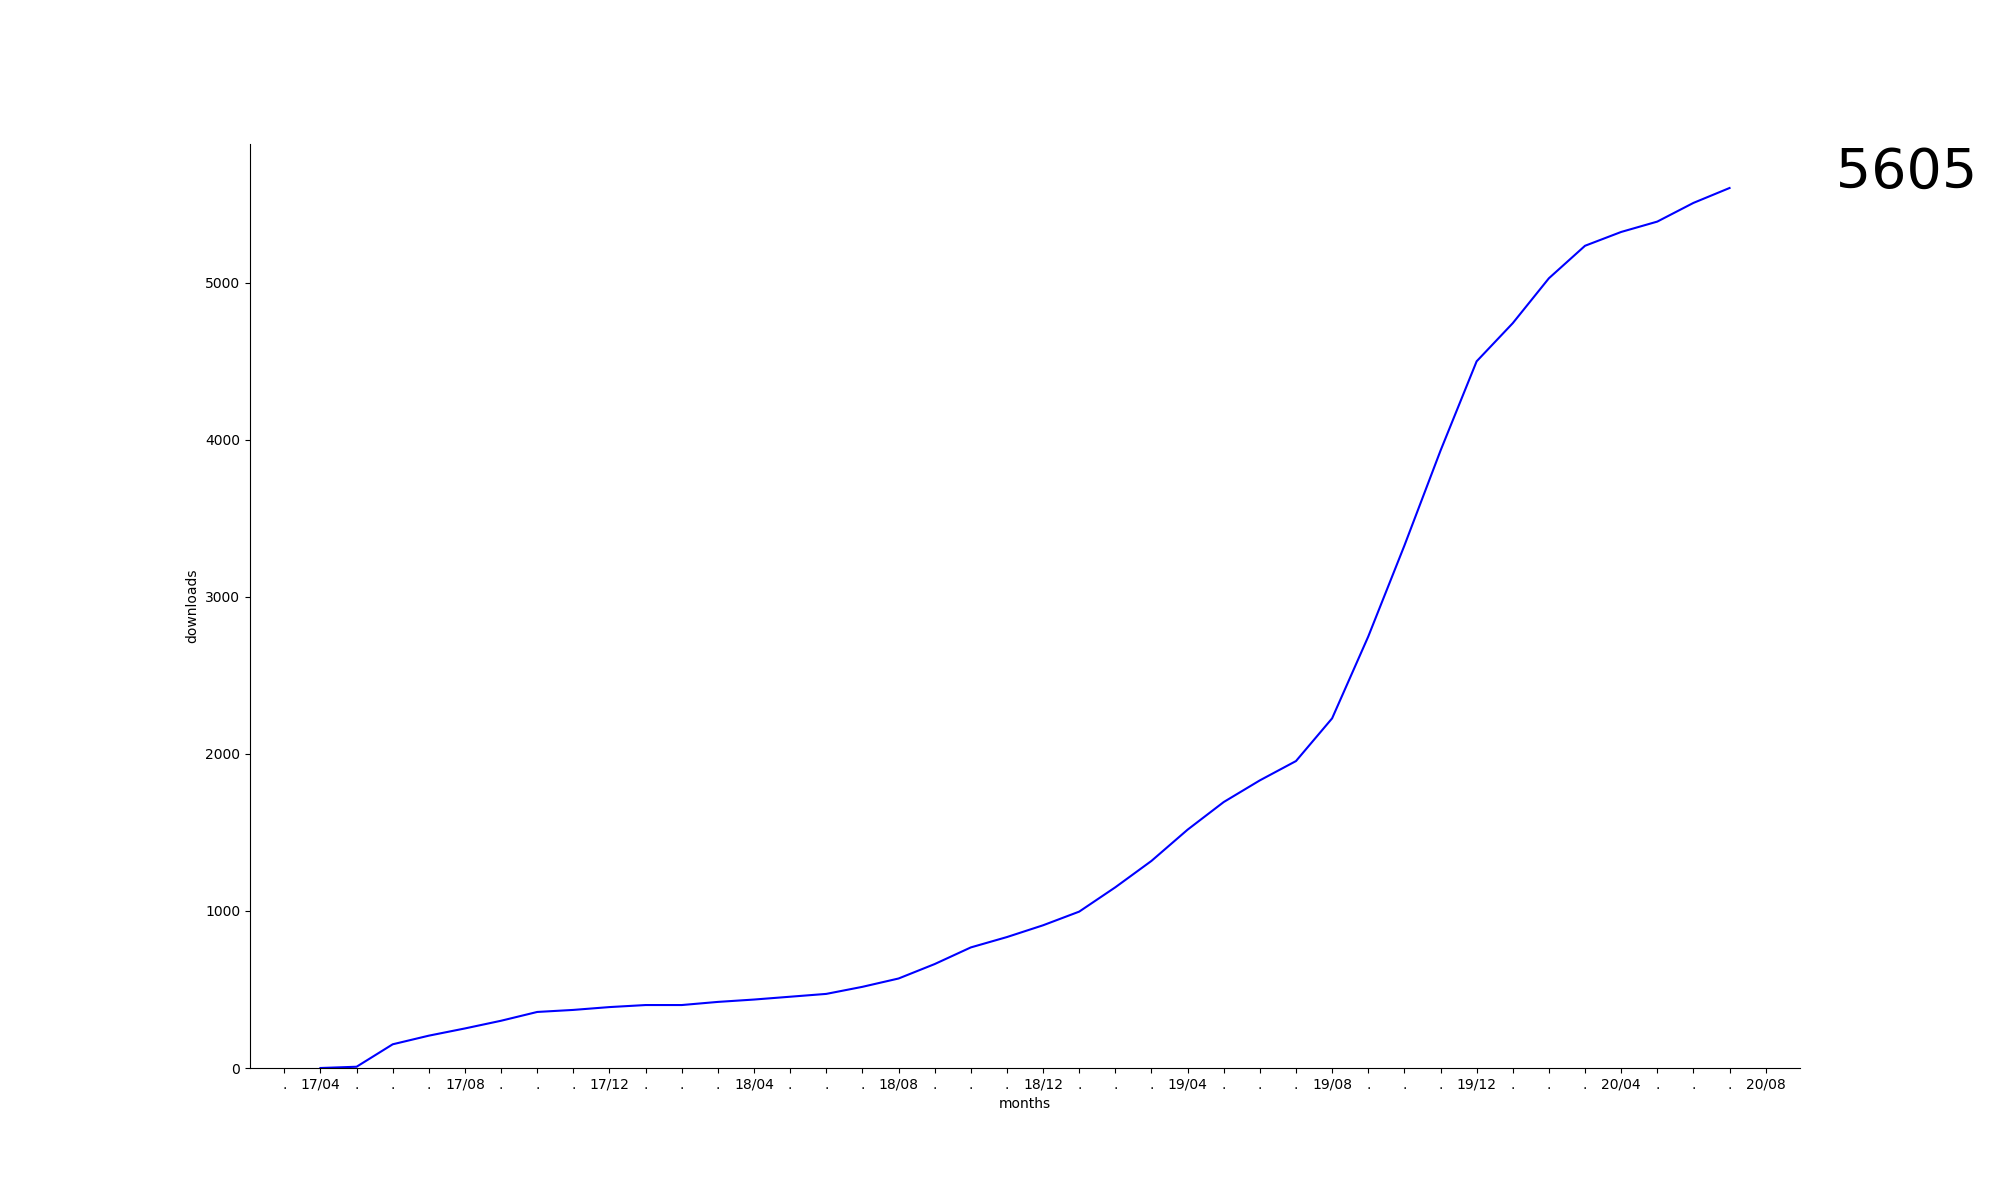 5605
5000
4000
3000
2000
1000
0
downloads
. 17/04 . . . 17/08 . . . 17/12 . . . 18/04 . . . 18/08 . . . 18/12 . . . 19/04 . . . 19/08 . . . 19/12 . . . 20/04 . . . 20/08
months